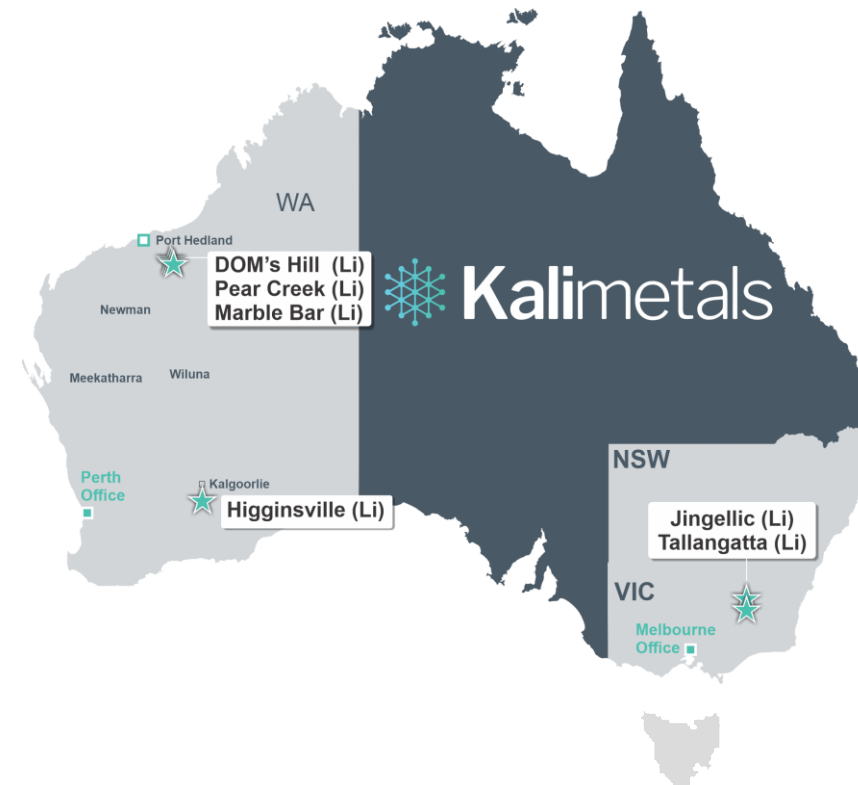 WA
Port Hedland
DOM's Hill (Li)
Pear Creek (Li)
Marble Bar (Li)
Kalimetals
Newman
Meekatharra
Wiluna
Perth
Office
Kalgoorlie
Higginsville (Li)
NSW
Jingellic (Li)
Tallangatta (Li)
VIC
Melbourne
Office